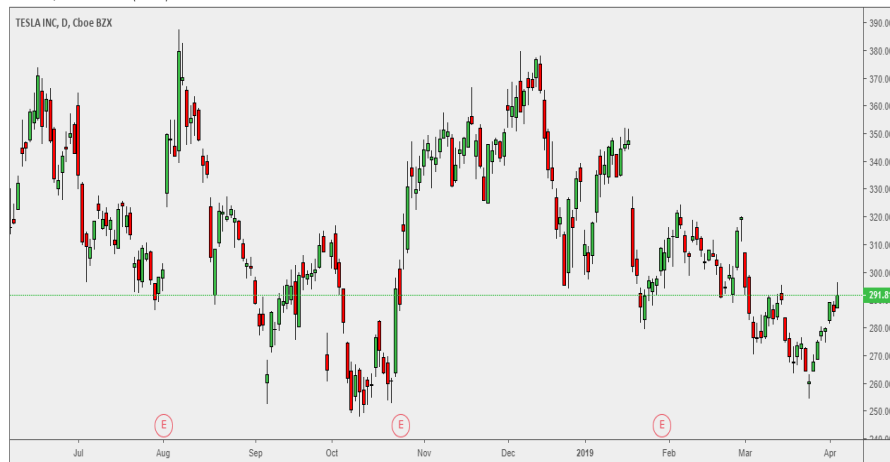 TESLA INC, D, Cboe BZX
390.00
380.00
370.00
360.00
350.00
340.00
330.00
320.00
310.00
300.00
291.8
280.00
270.00
260.00
250.00
240.00
E
E
E
Jul
Aug
Sep
Oct
Nov
Dec
2019
Feb
Mar
Apr